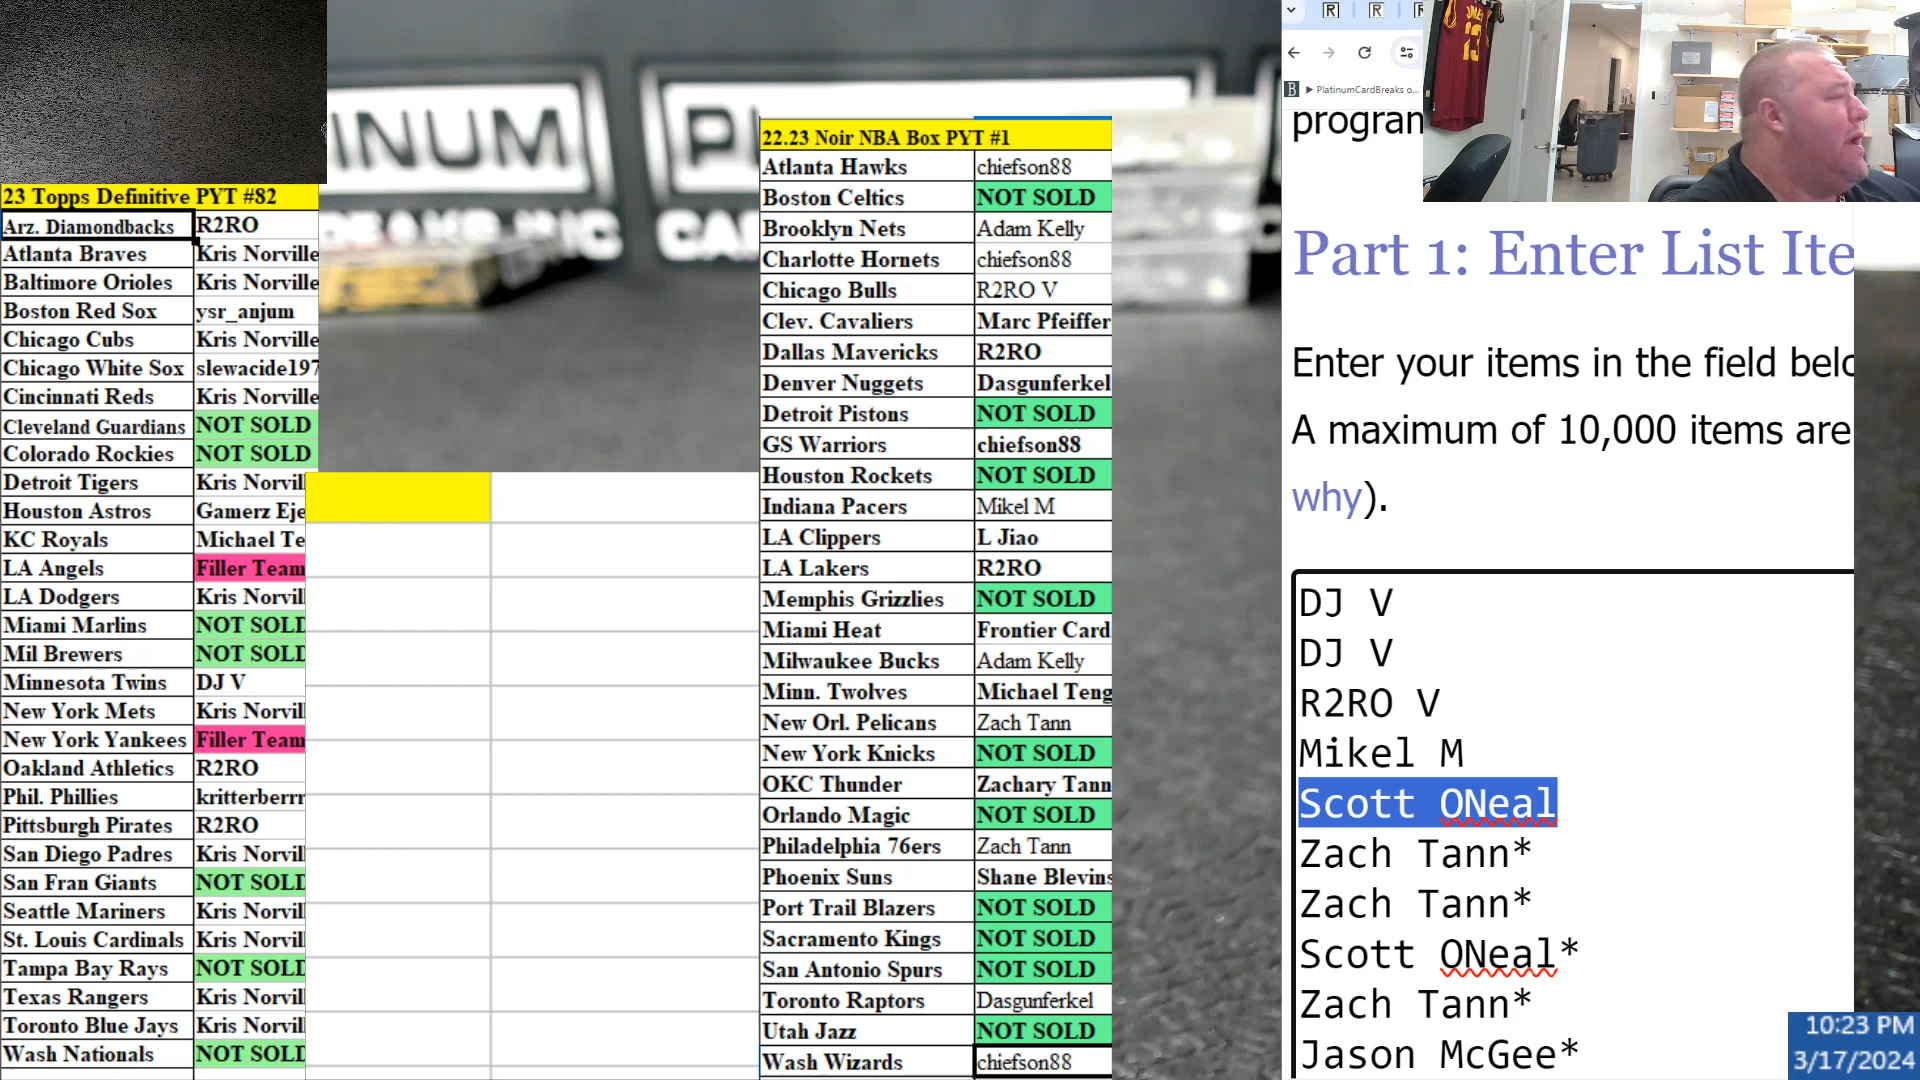 23 Topps Definitive PYT #82
Arz. Diamondbacks R2RO
Atlanta Braves Kris Norville
Baltimore Orioles Kris Norville
Boston Red Sox ysr_anjum
Chicago Cubs Kris Norville
Chicago White Sox slewacide197
Cincinnati Reds Kris Norville
Cleveland Guardians NOT SOLD
Colorado Rockies NOT SOLD
Detroit Tigers Kris Norvil
Houston Astros Gamerz Eje
KC Royals Michael Te
LA Angels Filler Team
LA Dodgers Kris Norvil
Miami Marlins NOT SOLD
Mil Brewers NOT SOLD
Minnesota Twins DJ V
New York Mets Kris Norvil
New York Yankees Filler Team
Oakland Athletics R2RO
Phil. Phillies kritterberrr
Pittsburgh Pirates R2RO
San Diego Padres Kris Norvil
San Fran Giants NOT SOLD
Seattle Mariners Kris Norvil
St. Louis Cardinals Kris Norvil
Tampa Bay Rays NOT SOLD
Texas Rangers Kris Norvil
Toronto Blue Jays Kris Norvil
Wash Nationals NOT SOLD
INUM PL
INC CA
22.23 Noir NBA Box PYT #1
Atlanta Hawks chiefson88
Boston Celtics NOT SOLD
Brooklyn Nets Adam Kelly
Charlotte Hornets chiefson88
Chicago Bulls R2RO V
Clev. Cavaliers Marc Pfeiffer
Dallas Mavericks R2RO
Denver Nuggets Dasgunferkel
Detroit Pistons NOT SOLD
GS Warriors chiefson88
Houston Rockets NOT SOLD
Indiana Pacers Mikel M
LA Clippers L Jiao
LA Lakers R2RO
Memphis Grizzlies NOT SOLD
Miami Heat Frontier Card
Milwaukee Bucks Adam Kelly
Minn. Twolves Michael Teng
New Orl. Pelicans Zach Tann
New York Knicks NOT SOLD
OKC Thunder Zachary Tann
Orlando Magic NOT SOLD
Philadelphia 76ers Zach Tann
Phoenix Suns Shane Blevins
Port Trail Blazers NOT SOLD
Sacramento Kings NOT SOLD
San Antonio Spurs NOT SOLD
Toronto Raptors Dasgunferkel
Utah Jazz NOT SOLD
Wash Wizards chiefson88
PlatinumCardBreaks o...
program
Part 1: Enter List Ite
Enter your items in the field belo
A maximum of 10,000 items are
why).
DJ V
DJ V
R2RO V
Mikel M
Scott ONeal
Zach Tann*
Zach Tann*
Scott ONeal*
Zach Tann*
Jason McGee*
10:23 PM
3/17/2024